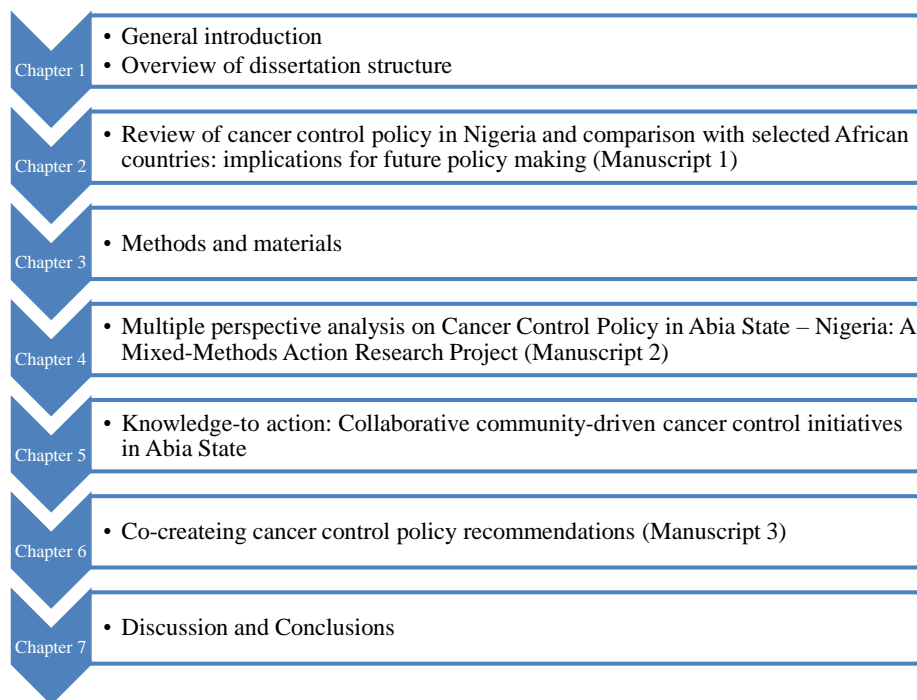 Chapter 1
• General introduction
• Overview of dissertation structure
Chapter 2
• Review of cancer control policy in Nigeria and comparison with selected African
countries: implications for future policy making (Manuscript 1)
Chapter 3
• Methods and materials
Chapter 4
• Multiple perspective analysis on Cancer Control Policy in Abia State – Nigeria: A
Mixed-Methods Action Research Project (Manuscript 2)
Chapter 5
• Knowledge-to action: Collaborative community-driven cancer control initiatives
in Abia State
Chapter 6
• Co-createing cancer control policy recommendations (Manuscript 3)
Chapter 7
• Discussion and Conclusions